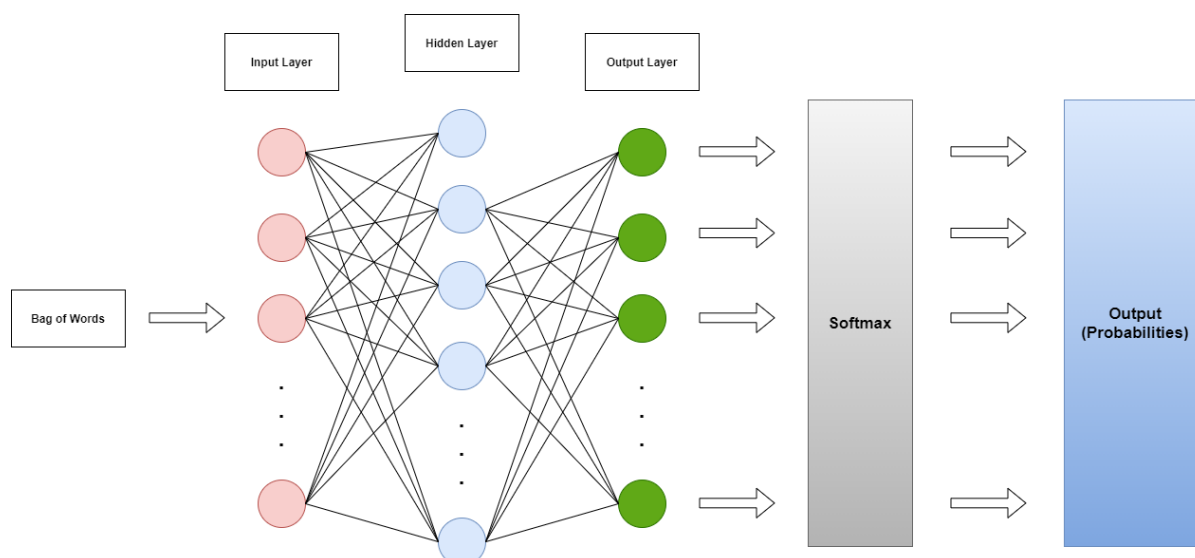 Hidden Layer
Input Layer
Output Layer
Bag of Words
Softmax
Output
(Probabilities)